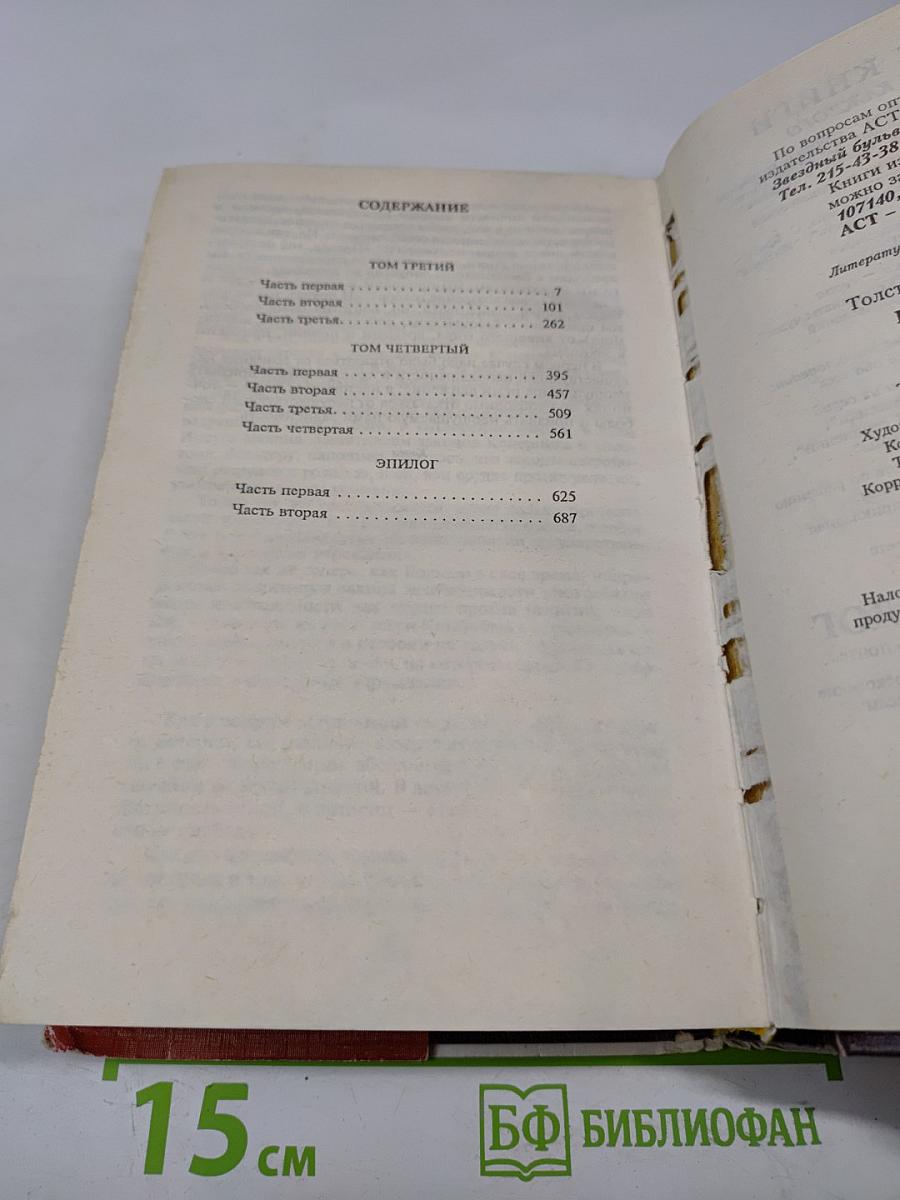 СОДЕРЖАНИЕ
ТОМ ТРЕТИЙ
Часть первая . . . . . . . . . . . . . . . . . . . . . . . . 7
Часть вторая . . . . . . . . . . . . . . . . . . . . . . 101
Часть третья. . . . . . . . . . . . . . . . . . . . . . . 262
ТОМ ЧЕТВЕРТЫЙ
Часть первая . . . . . . . . . . . . . . . . . . . . . . 395
Часть вторая . . . . . . . . . . . . . . . . . . . . . . 457
Часть третья. . . . . . . . . . . . . . . . . . . . . . . 509
Часть четвертая . . . . . . . . . . . . . . . . . . . . 561
ЭПИЛОГ
Часть первая . . . . . . . . . . . . . . . . . . . . . . 625
Часть вторая . . . . . . . . . . . . . . . . . . . . . . 687
По вопросам опт
издательства АСТ
Звездный бульв
Тел. 215-43-38
Книги из
можно за
107140,
АСТ –
Литерату
Толст
Худо
Ко
Т
Корр
Нало
проду
15 см
БФ БИБЛИОФАН